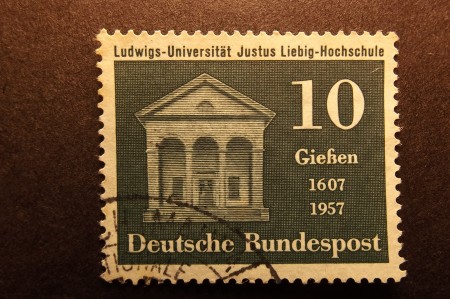 Ludwigs-Universität Justus Liebig-Hochschule
10
Gießen
1607
1957
Deutsche Bundespost